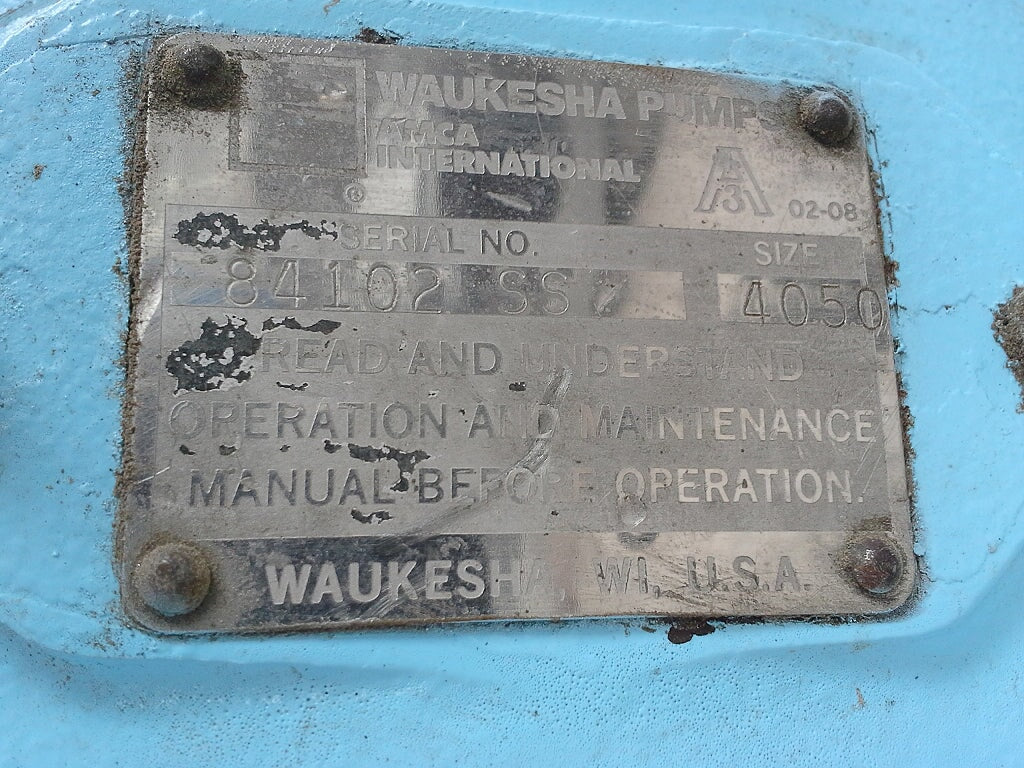 WAUKESHA PUMPS
AMCA
INTERNATIONAL
®
A
3
02-08
SERIAL NO.
SIZE
84102 SS
4050
READ AND UNDERSTAND
OPERATION AND MAINTENANCE
MANUAL BEFORE OPERATION.
WAUKESHA, WI, U.S.A.